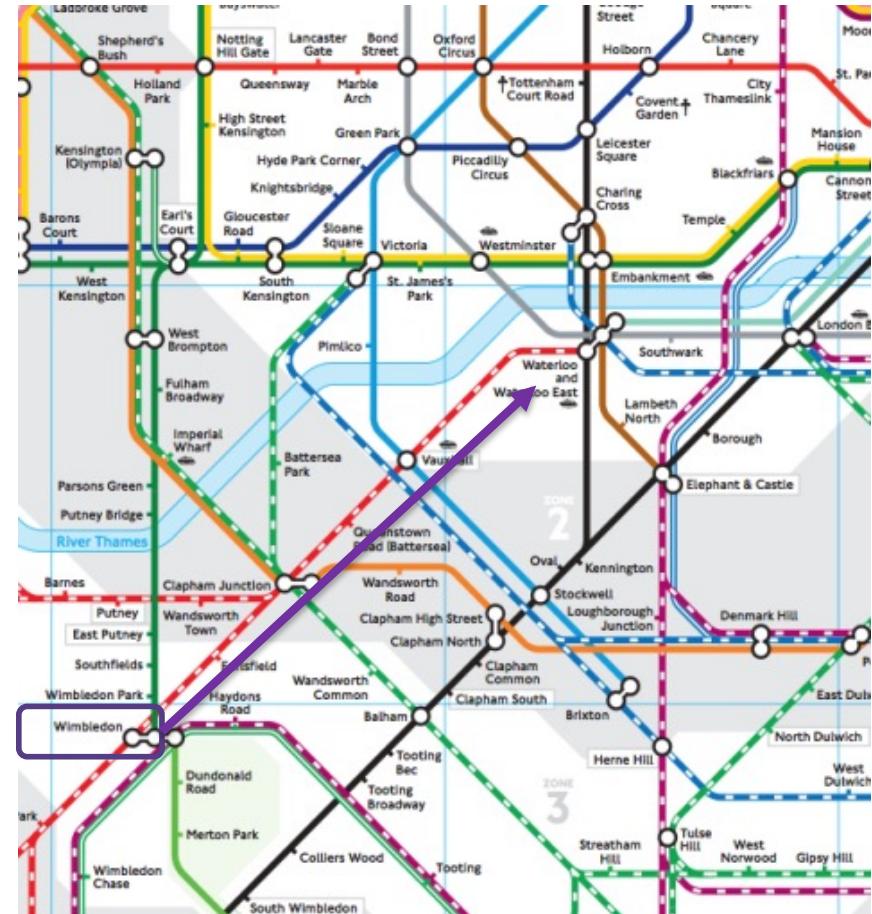 Ladbroke Grove
Bayswater
Street
Square
Shepherd's
Bush
Notting
Hill Gate
Lancaster
Gate
Bond
Street
Oxford
Circus
Holborn
Chancery
Lane
Holland
Park
Queensway
Marble
Arch
Tottenham
Court Road
City
Thameslink
St. Pa
High Street
Kensington
Green Park
Covent
Garden
Mansion
House
Kensington
(Olympia)
Hyde Park Corner
Piccadilly
Circus
Leicester
Square
Blackfriars
Cannon
Street
Knightsbridge
Charing
Cross
Barons
Court
Earl's
Court
Gloucester
Road
Sloane
Square
Victoria
Westminster
Temple
West
Kensington
South
Kensington
St. James's
Park
Embankment
West
Brompton
Pimlico
Waterloo
and
Waterloo East
Southwark
London B
Fulham
Broadway
Lambeth
North
Imperial
Wharf
Battersea
Park
Vauxhall
Borough
Parsons Green
Elephant & Castle
Putney Bridge
ZONE
2
River Thames
Queenstown
Road (Battersea)
Oval
Kennington
Barnes
Clapham Junction
Wandsworth
Road
Stockwell
Putney
Wandsworth
Town
Clapham High Street
Loughborough
Junction
Denmark Hill
East Putney
Clapham North
Southfields
Earlsfield
Clapham
Common
Wimbledon Park
Haydons
Road
Wandsworth
Common
Clapham South
East Dulw
Wimbledon
Balham
Brixton
North Dulwich
Tooting
Bec
Herne Hill
Dundonald
Road
Tooting
Broadway
ZONE
3
West
Dulwich
Park
Merton Park
Colliers Wood
Streatham
Hill
Tulse
Hill
West
Norwood
Gipsy Hill
Wimbledon
Chase
Tooting
South Wimbledon